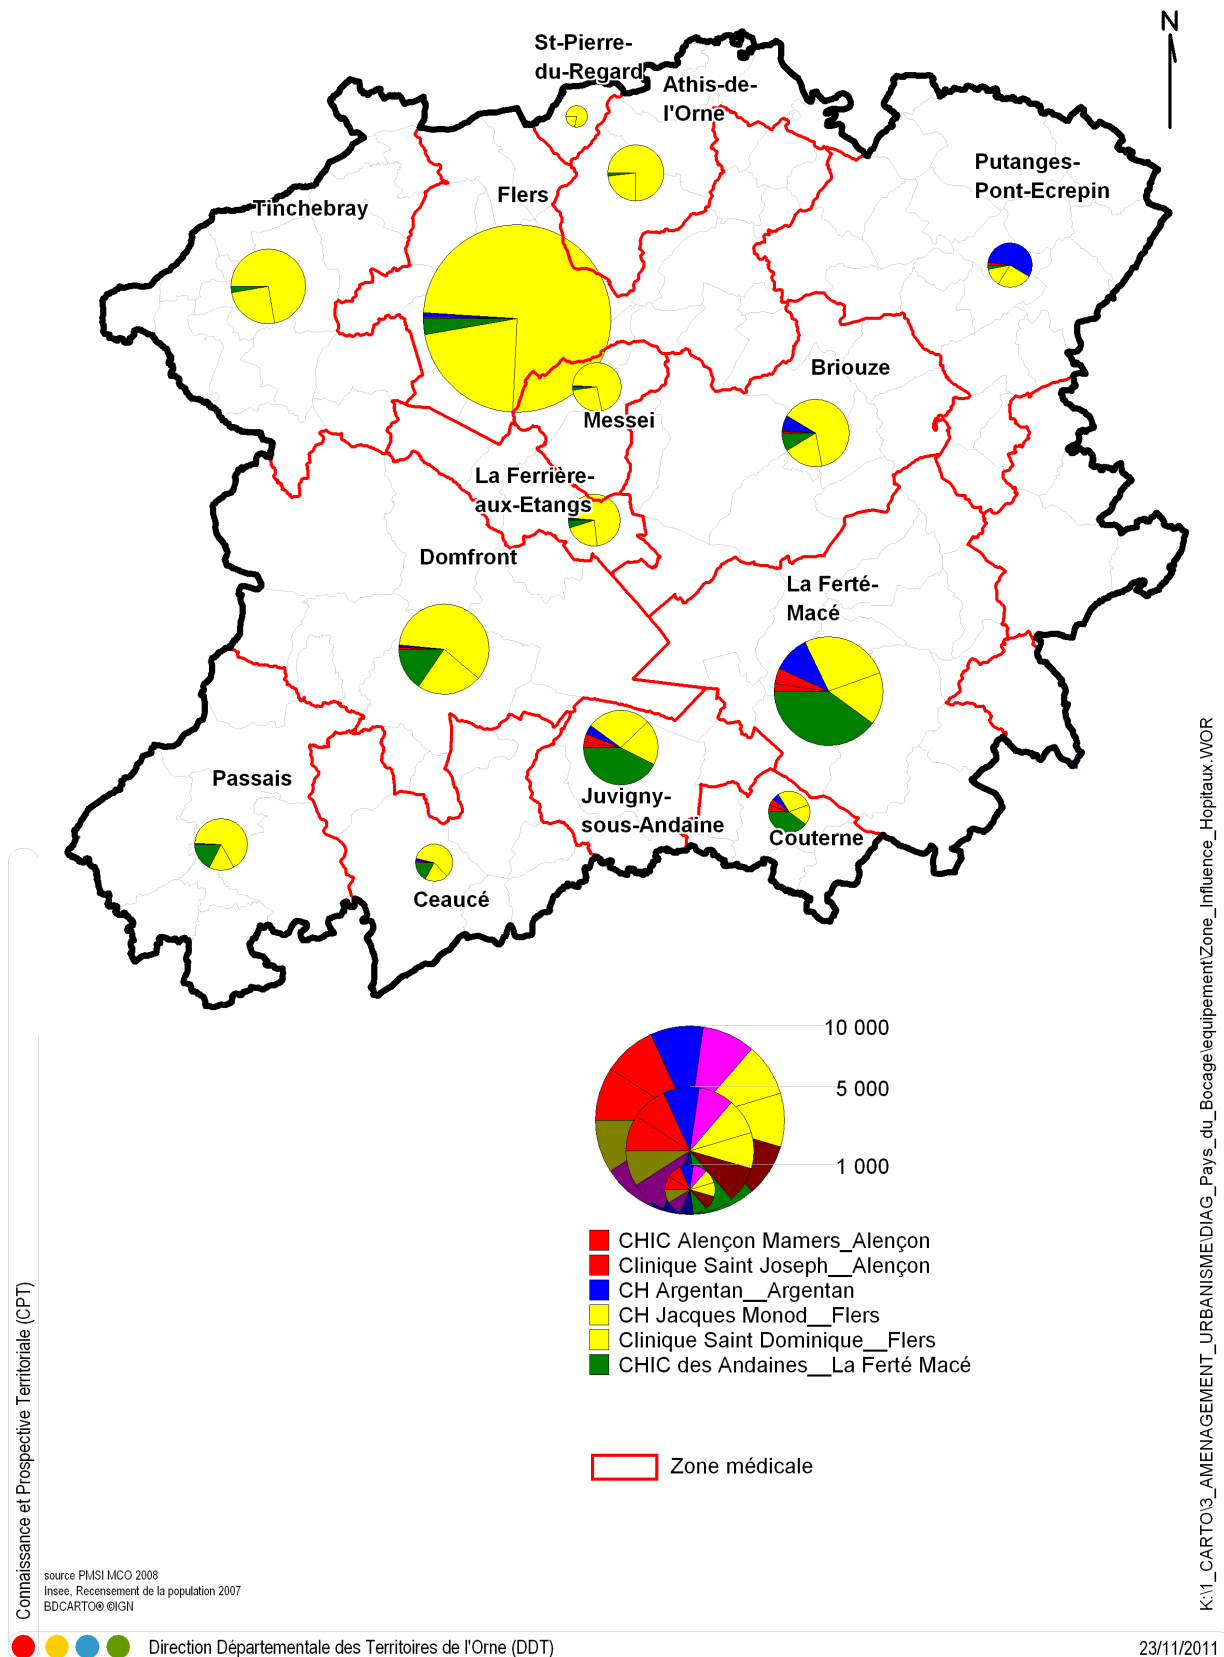 N
St-Pierre-
du-Regard
Athis-de-
l'Orne
Putanges-
Pont-Ecrepin
Flers
Tinchebray
Briouze
Messei
La Ferrière-
aux-Etangs
Domfront
La Ferté-
Macé
Passais
Juvigny-
sous-Andaine
Couterne
Ceaucé
10 000
5 000
1 000
CHIC Alençon Mamers_Alençon
Clinique Saint Joseph__Alençon
CH Argentan__Argentan
CH Jacques Monod__Flers
Clinique Saint Dominique__Flers
CHIC des Andaines__La Ferté Macé
Zone médicale
K:\1_CARTO\3_AMENAGEMENT_URBANISME\DIAG_Pays_du_Bocage\equipement\Zone_Influence_Hopitaux.WOR
Connaissance et Prospective Territoriale (CPT)
source PMSI MCO 2008
Insee, Recensement de la population 2007
BDCARTO® ©IGN
Direction Départementale des Territoires de l'Orne (DDT)
23/11/2011